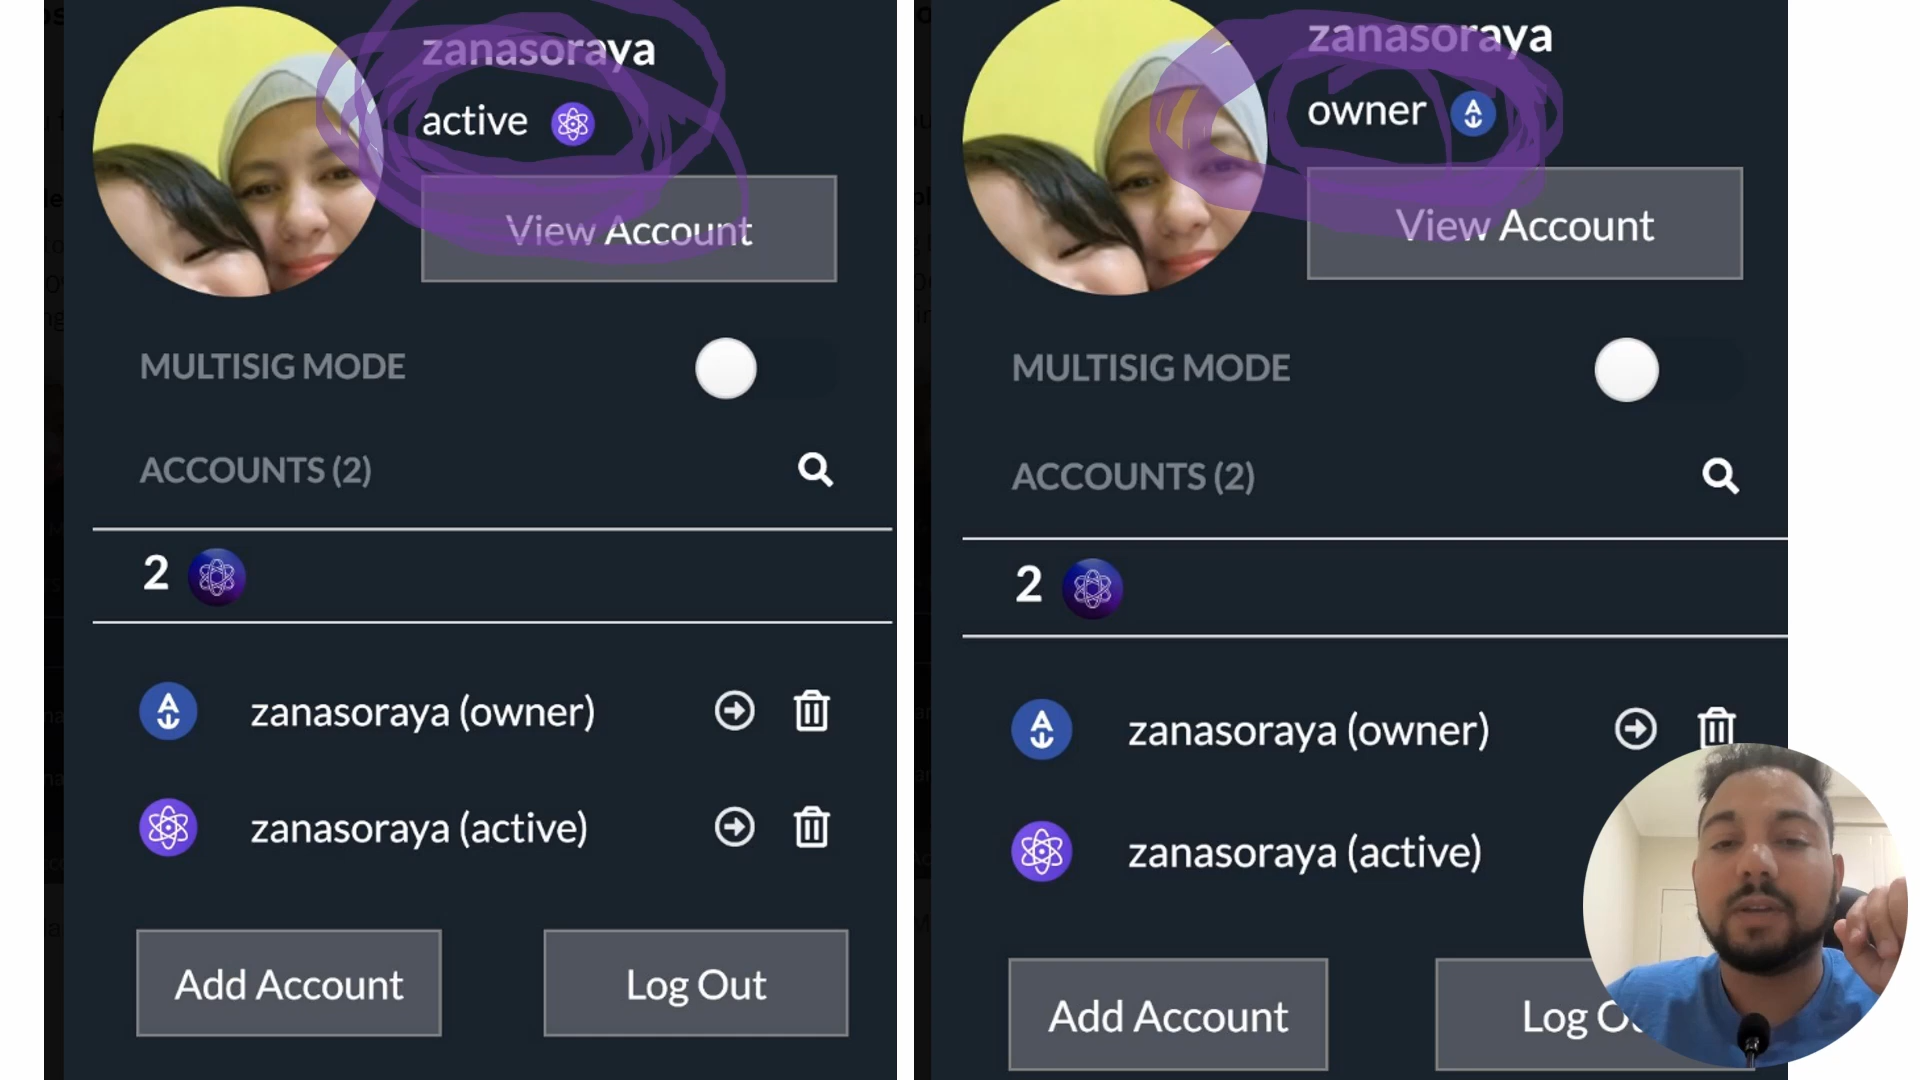 zanasoraya
active
View Account
MULTISIG MODE
ACCOUNTS (2)
2
zanasoraya (owner)
zanasoraya (active)
Add Account
Log Out
zanasoraya
owner
View Account
MULTISIG MODE
ACCOUNTS (2)
2
zanasoraya (owner)
zanasoraya (active)
Add Account
Log